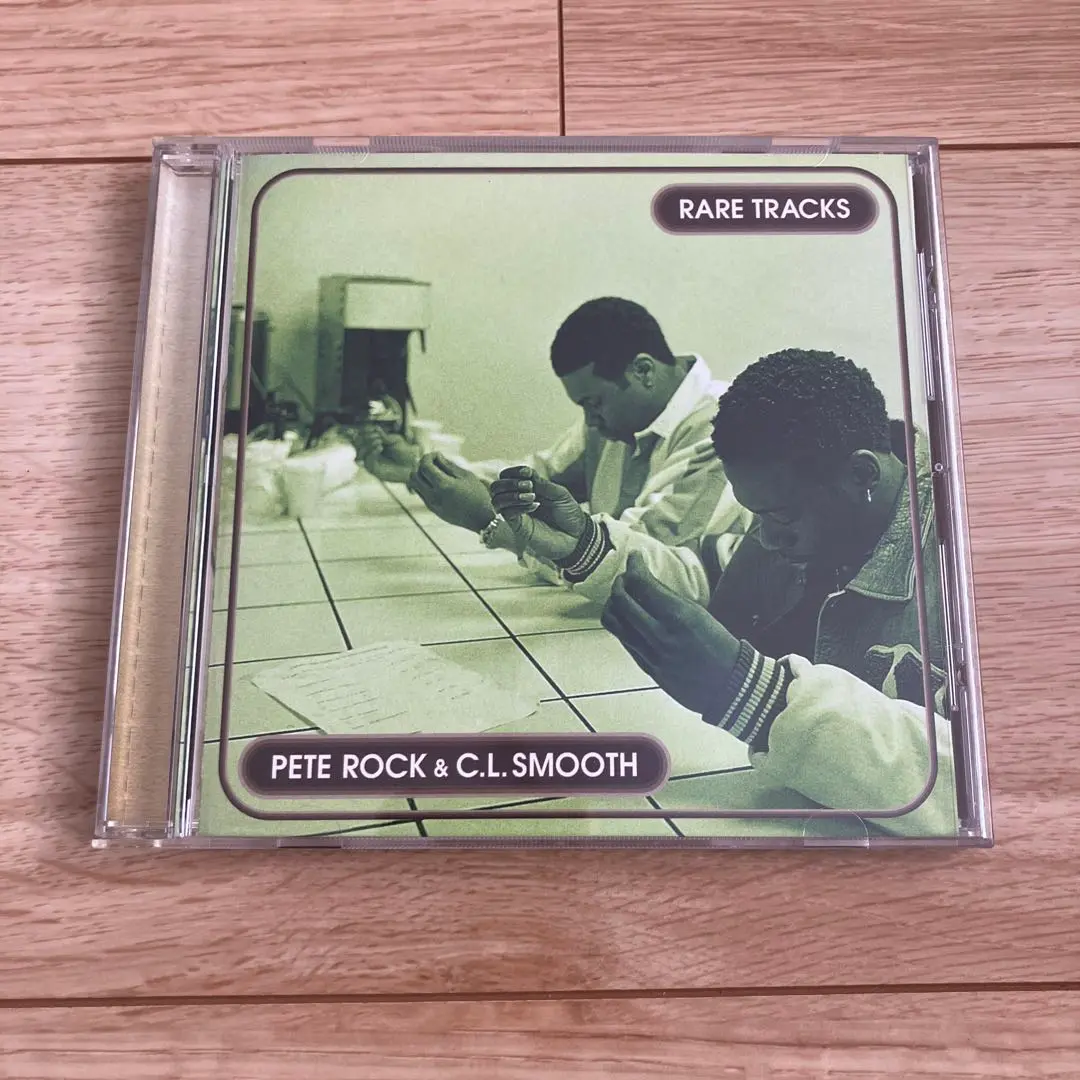 RARE TRACKS
PETE ROCK & C.L. SMOOTH